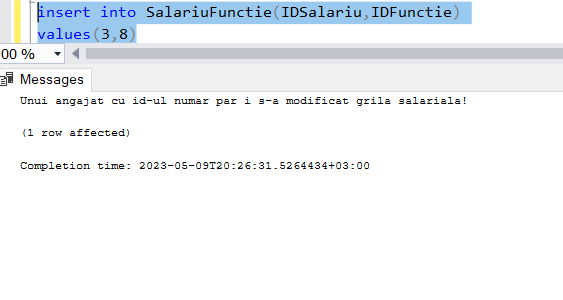 insert into SalariuFunctie(IDSalariu,IDFunctie)
values(3,8)
00 %
Messages
Unui angajat cu id-ul numar par i s-a modificat grila salariala!
(1 row affected)
Completion time: 2023-05-09T20:26:31.5264434+03:00